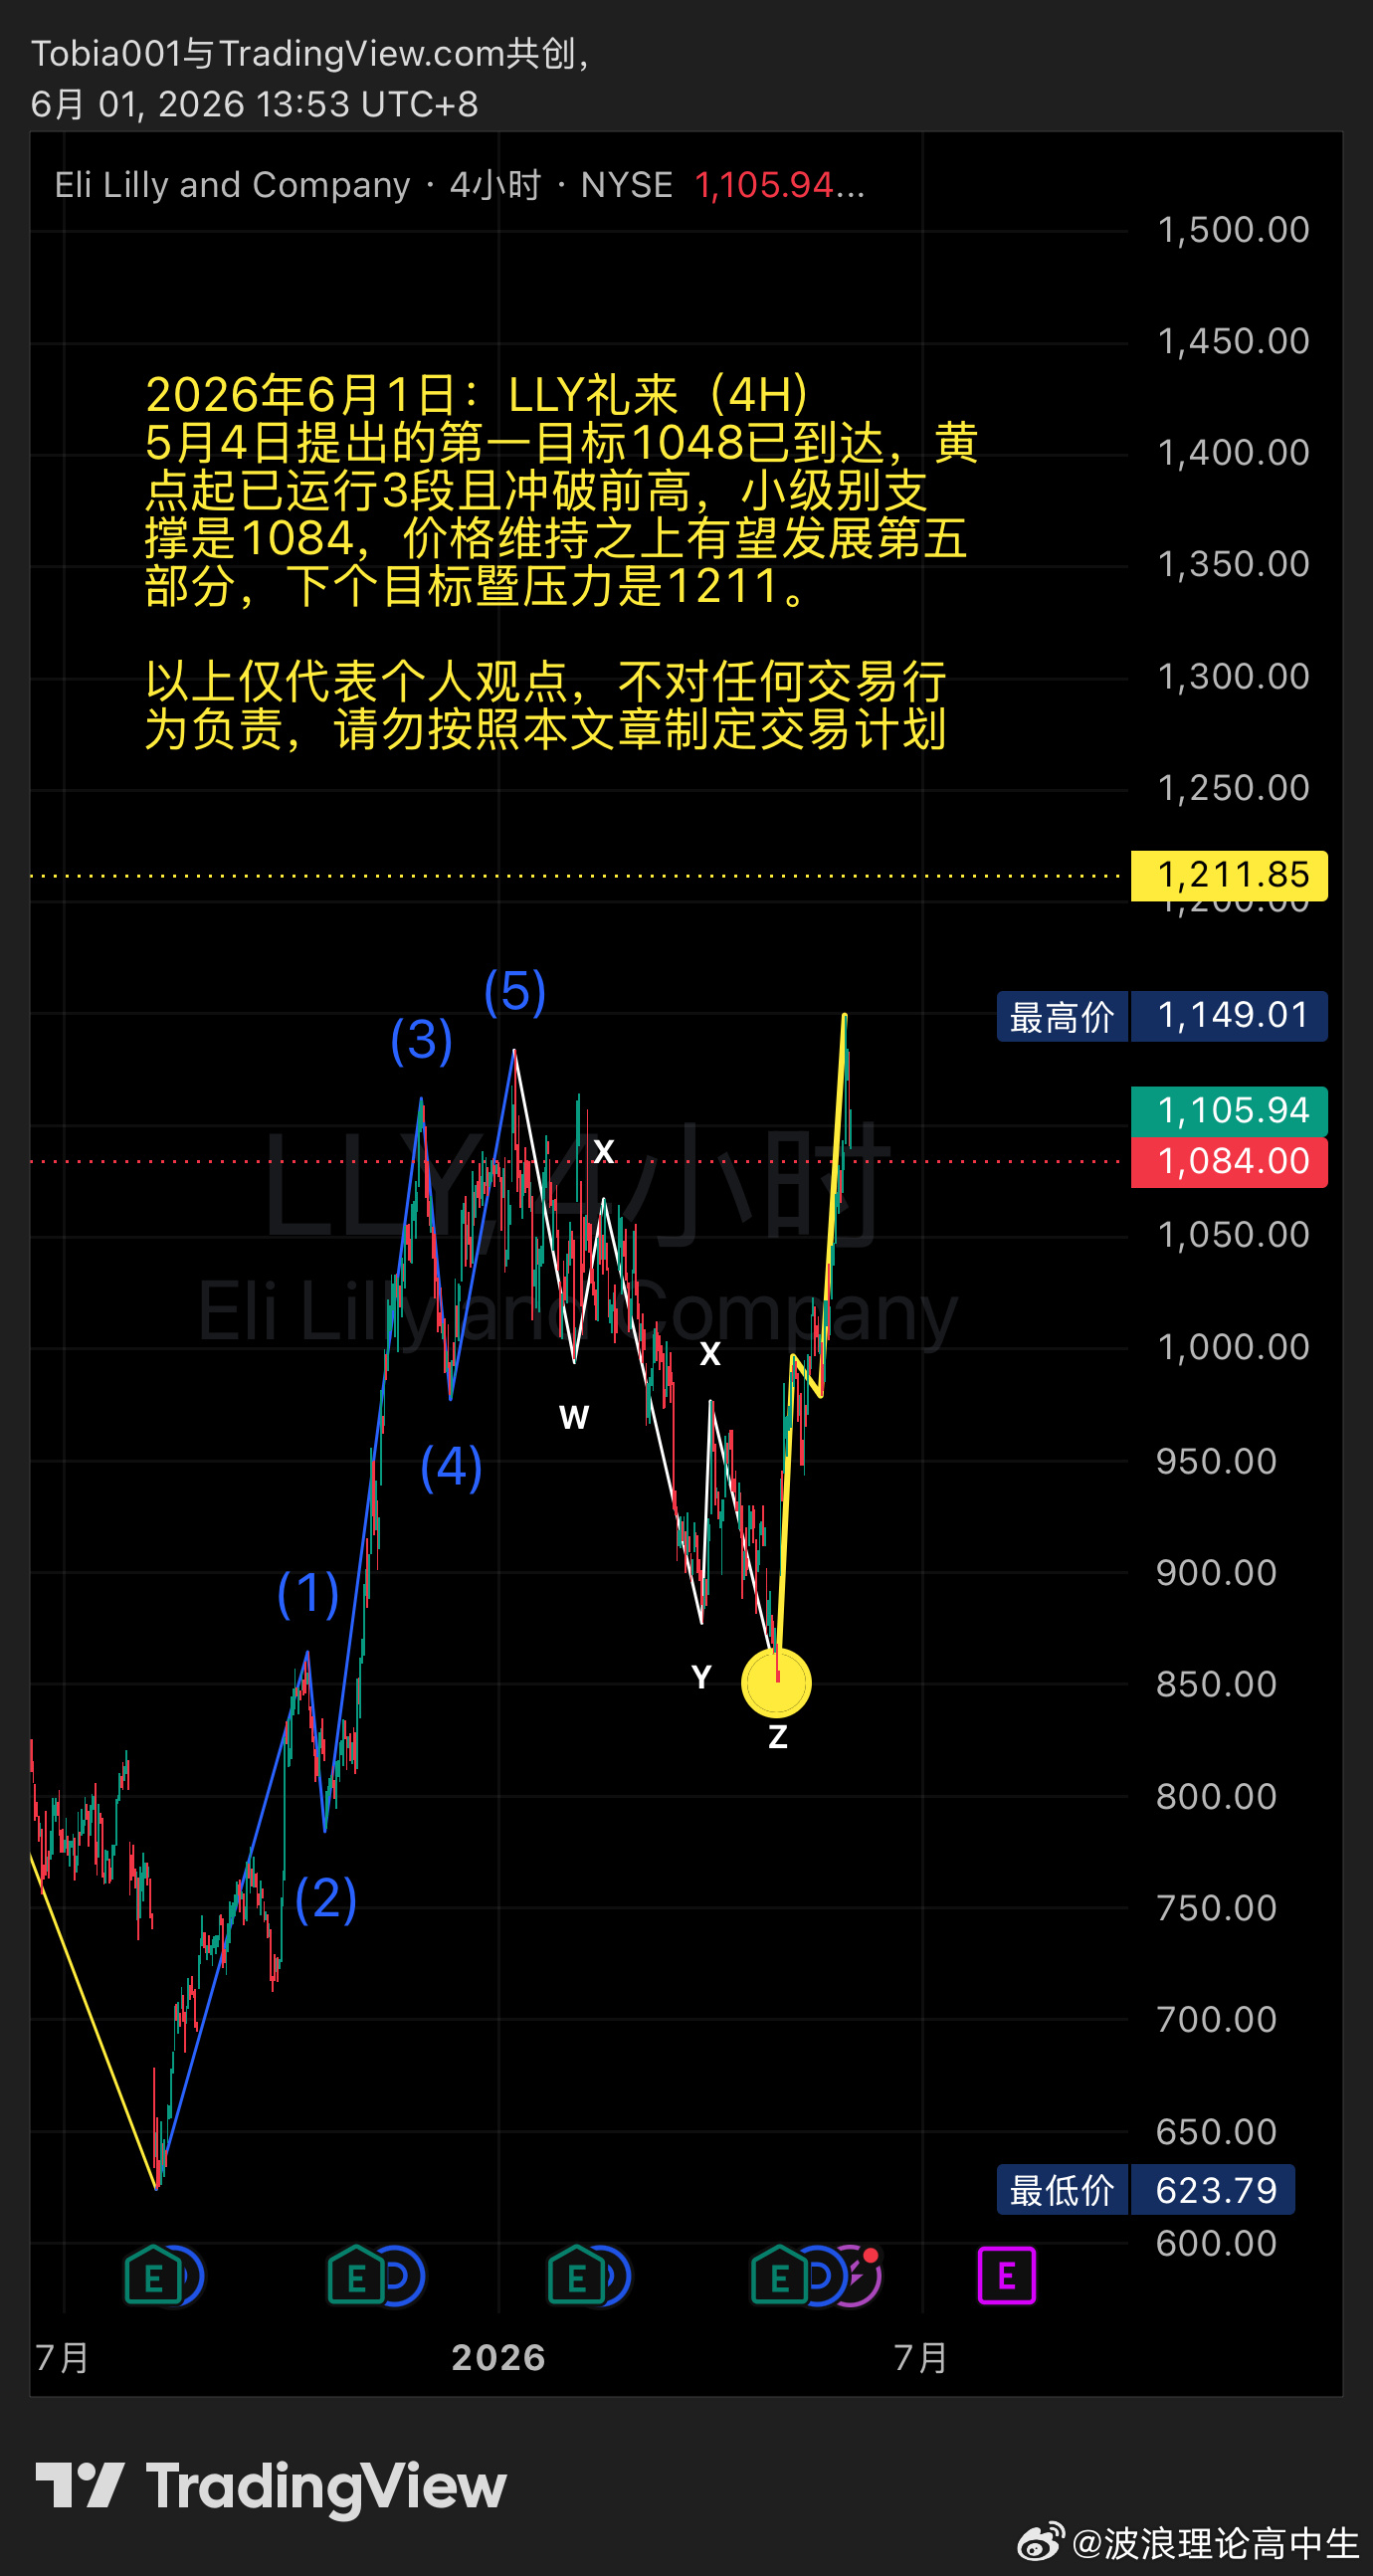 Tobia001与TradingView.com共创，
6月 01, 2026 13:53 UTC+8
Eli Lilly and Company · 4小时 · NYSE 1,105.94...
1,500.00
1,450.00
2026年6月1日：LLY礼来（4H）
5月4日提出的第一目标1048已到达，黄
点起已运行3段且冲破前高，小级别支
撑是1084，价格维持之上有望发展第五
部分，下个目标暨压力是1211。
1,400.00
1,350.00
以上仅代表个人观点，不对任何交易行
为负责，请勿按照本文章制定交易计划
1,300.00
1,250.00
1,211.85
1,200.00
(5)
最高价 1,149.01
(3)
1,105.94
X
1,084.00
LLY, 4小时
1,050.00
Eli Lilly and Company
X
1,000.00
W
(4)
950.00
(1)
900.00
Y
850.00
Z
800.00
(2)
750.00
700.00
650.00
最低价 623.79
600.00
E D E D E D E D E
7月 2026 7月
TradingView
@波浪理论高中生